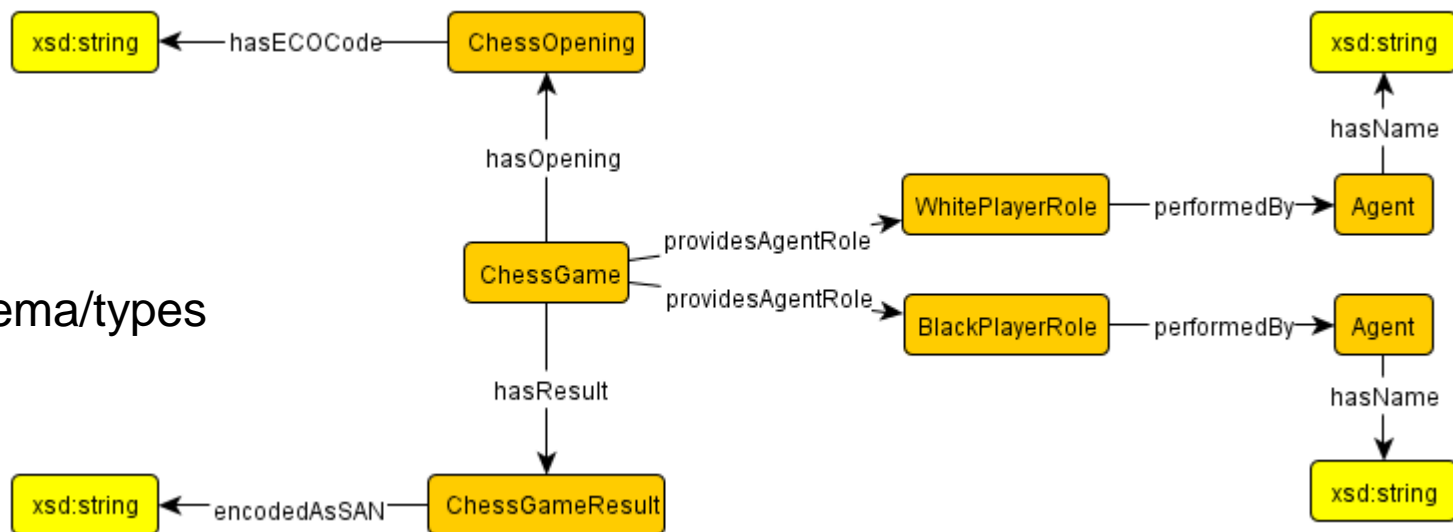 xsd:string
hasECOCode
ChessOpening
xsd:string
hasName
hasOpening
WhitePlayerRole
performedBy
Agent
providesAgentRole
ChessGame
providesAgentRole
ema/types
BlackPlayerRole
performedBy
Agent
hasResult
hasName
xsd:string
encodedAsSAN
ChessGameResult
xsd:string